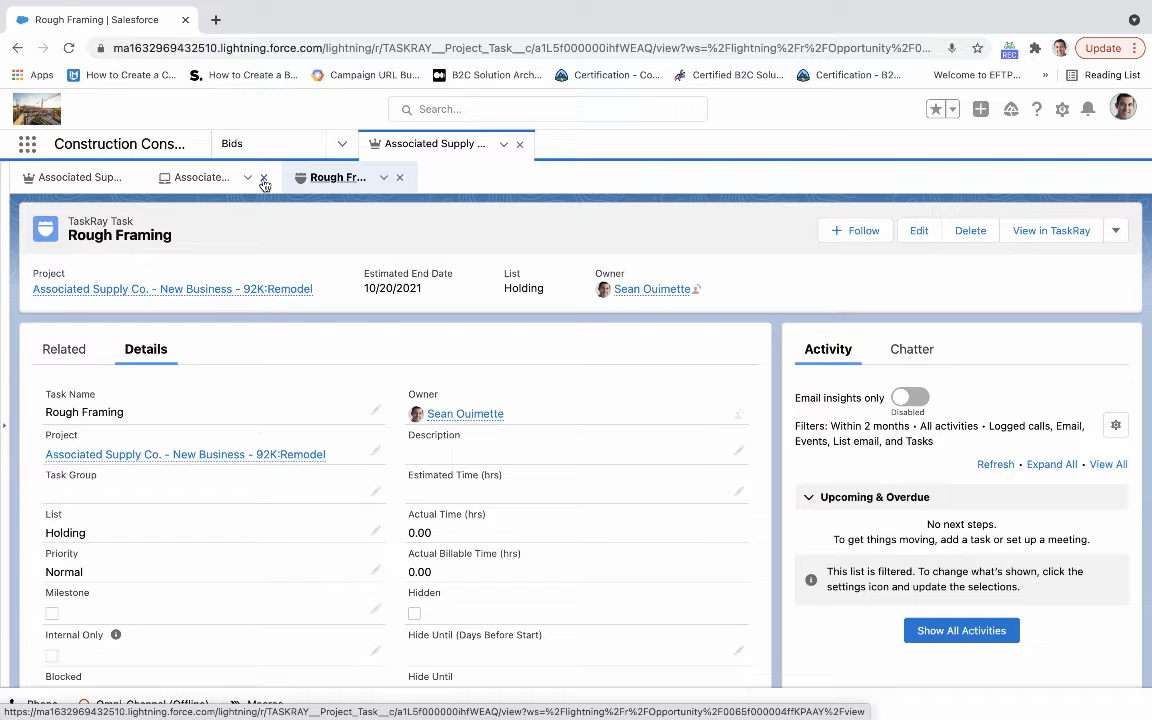 Rough Framing | Salesforce
ma1632969432510.lightning.force.com/lightning/r/TASKRAY__Project_Task__c/a1L5f000000ihfWEAQ/view?ws=%2Flightning%2Fr%2FOpportunity%2F0...
REC
Update
Apps
How to Create a C...
How to Create a B...
Campaign URL Bu...
B2C Solution Arch...
Certification - Co...
Certified B2C Solu...
Certification - B2...
Welcome to EFTP...
»
Reading List
Search...
Construction Cons...
Bids
Associated Supply ...
Associated Sup...
Associate...
Rough Fr...
TaskRay Task
Rough Framing
Follow
Edit
Delete
View in TaskRay
Project
Estimated End Date
List
Owner
Associated Supply Co. - New Business - 92K:Remodel
10/20/2021
Holding
Sean Ouimette
Related
Details
Activity
Chatter
Task Name
Rough Framing
Owner
Sean Ouimette
Project
Associated Supply Co. - New Business - 92K:Remodel
Description
Task Group
Estimated Time (hrs)
List
Holding
Actual Time (hrs)
0.00
Priority
Normal
Actual Billable Time (hrs)
0.00
Milestone
Hidden
Internal Only
Hide Until (Days Before Start)
Blocked
Hide Until
Email insights only
Disabled
Filters: Within 2 months • All activities • Logged calls, Email,
Events, List email, and Tasks
Refresh • Expand All • View All
Upcoming & Overdue
No next steps.
To get things moving, add a task or set up a meeting.
This list is filtered. To change what's shown, click the
settings icon and update the selections.
Show All Activities
Phone
Omni-Channel (Offline)
Macros
https://ma1632969432510.lightning.force.com/lightning/r/TASKRAY__Project_Task__c/a1L5f000000ihfWEAQ/view?ws=%2Flightning%2Fr%2FOpportunity%2F0065f000004ffKPAAY%2Fview